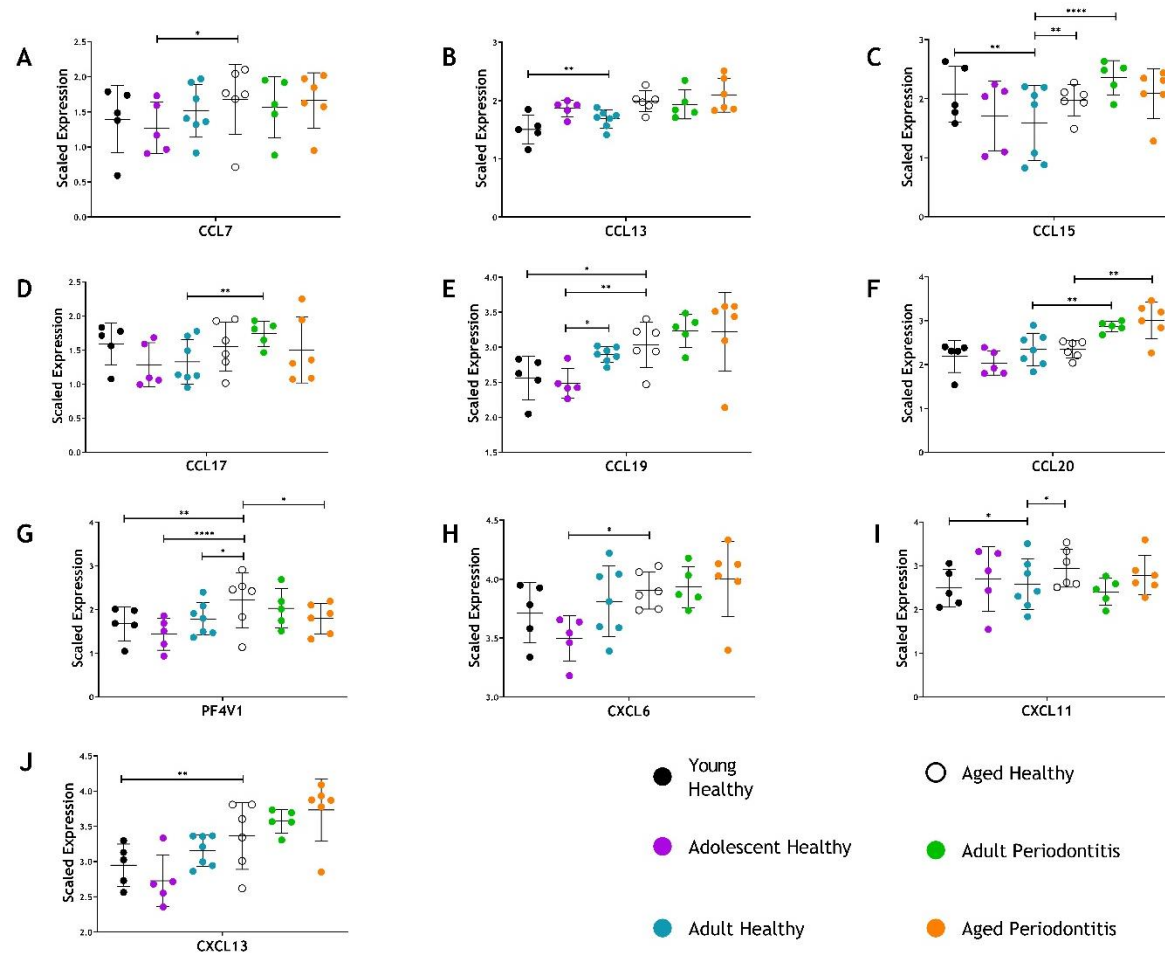 A
Scaled Expression
2.5
2.0
1.5
1.0
0.5
0.0
*
CCL7
B
Scaled Expression
3
2
1
0
**
CCL13
C
Scaled Expression
3
2
1
0
**
**
****
CCL15
D
Scaled Expression
2.5
2.0
1.5
1.0
0.5
0.0
**
CCL17
E
Scaled Expression
4.0
3.5
3.0
2.5
2.0
1.5
*
**
*
CCL19
F
Scaled Expression
4
3
2
1
0
**
**
CCL20
G
Scaled Expression
4
3
2
1
0
**
****
*
*
PF4V1
H
Scaled Expression
4.5
4.0
3.5
3.0
*
CXCL6
I
Scaled Expression
4
3
2
1
0
*
*
CXCL11
J
Scaled Expression
4.5
4.0
3.5
3.0
2.5
2.0
**
CXCL13
Young
Healthy
Aged Healthy
Adolescent Healthy
Adult Periodontitis
Adult Healthy
Aged Periodontitis